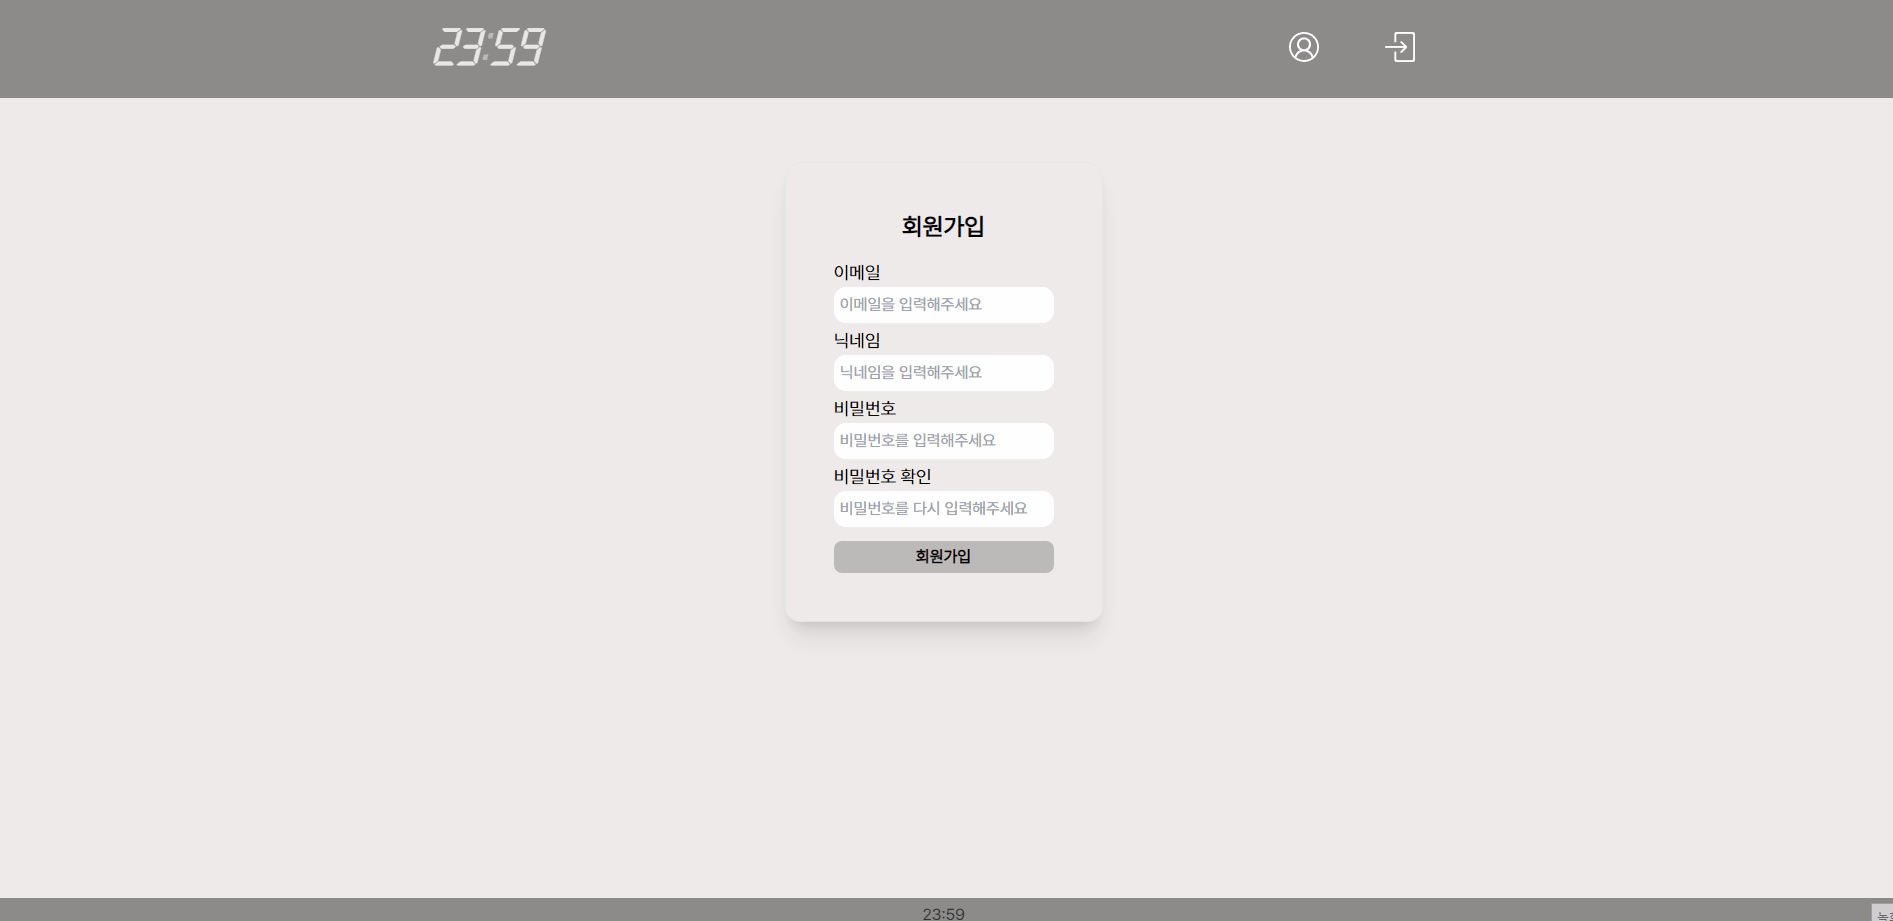 23:59
회원가입
이메일
이메일을 입력해주세요
닉네임
닉네임을 입력해주세요
비밀번호
비밀번호를 입력해주세요
비밀번호 확인
비밀번호를 다시 입력해주세요
회원가입
23:59